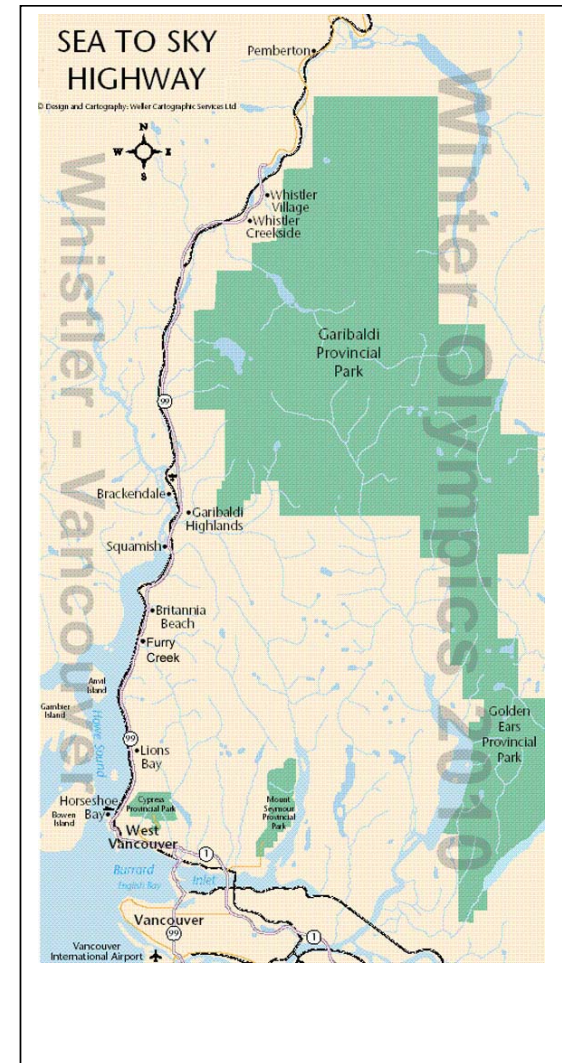 SEA TO SKY
HIGHWAY
© Design and Cartography: Weller Cartographic Services Ltd
N
W E
S
Pemberton
Whistler
Village
Whistler
Creekside
Garibaldi
Provincial
Park
99
Brackendale
Garibaldi
Highlands
Squamish
Britannia
Beach
Furry
Creek
Anvil
Island
Gambier
Island
Howe Sound
99
Lions
Bay
Golden
Ears
Provincial
Park
Horseshoe
Bay
Bowen
Island
Cypress
Provincial Park
Mount
Seymour
Provincial
Park
West
Vancouver
1
Burrard
Inlet
English Bay
Vancouver
99
1
Vancouver
International Airport
Whistler - Vancouver
Winter Olympics 2010